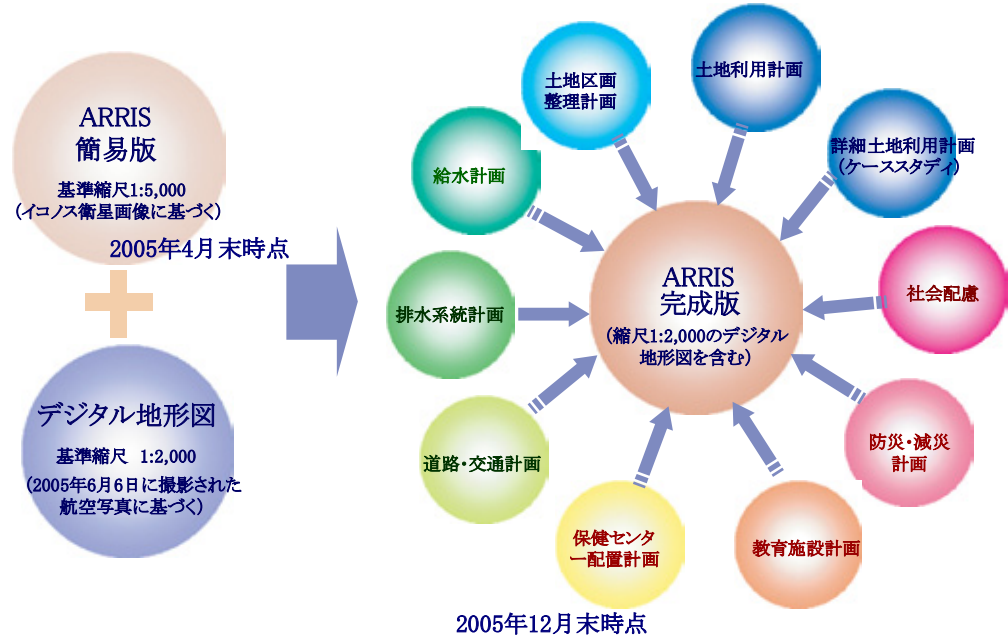 ARRIS
簡易版
基準縮尺1:5,000
(イコノス衛星画像に基づく)
2005年4月末時点
デジタル地形図
基準縮尺 1:2,000
(2005年6月6日に撮影された
航空写真に基づく)
土地区画
整理計画
土地利用計画
詳細土地利用計画
(ケーススタディ)
給水計画
社会配慮
ARRIS
完成版
(縮尺1:2,000のデジタル
地形図を含む)
排水系統計画
道路・交通計画
防災・減災
計画
保健センタ
ー配置計画
教育施設計画
2005年12月末時点